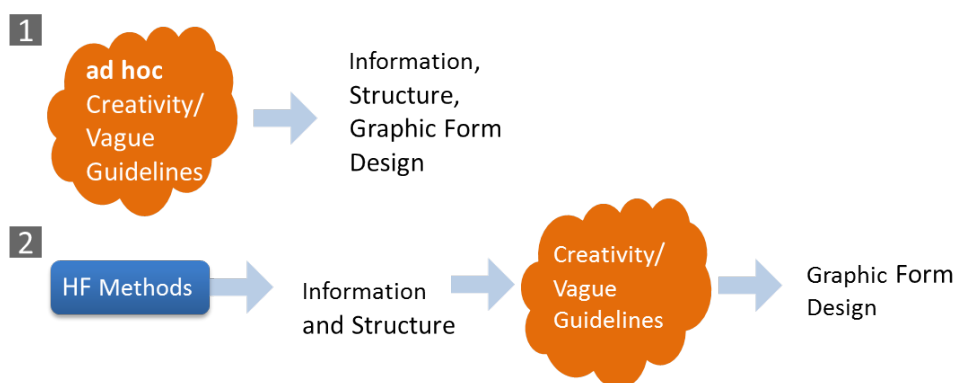 1
ad hoc
Creativity/
Vague
Guidelines
Information,
Structure,
Graphic Form
Design
2
HF Methods
Information
and Structure
Creativity/
Vague
Guidelines
Graphic Form
Design